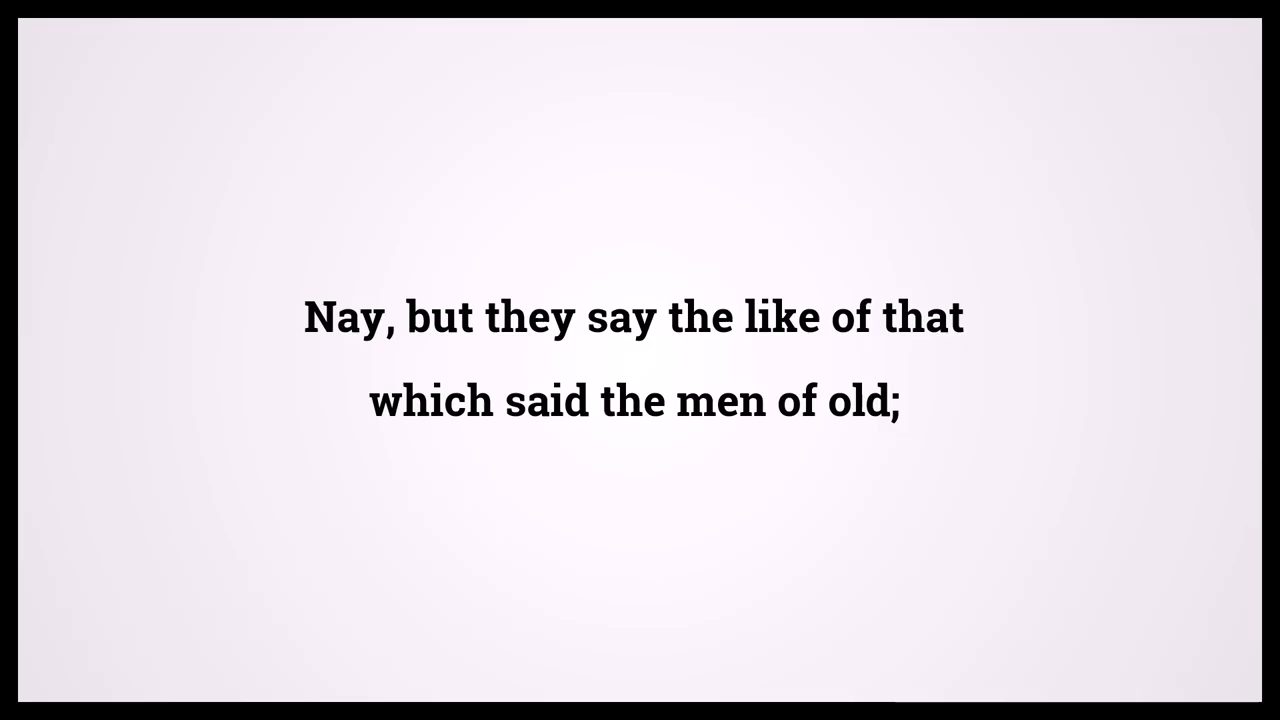 Nay, but they say the like of that
which said the men of old;